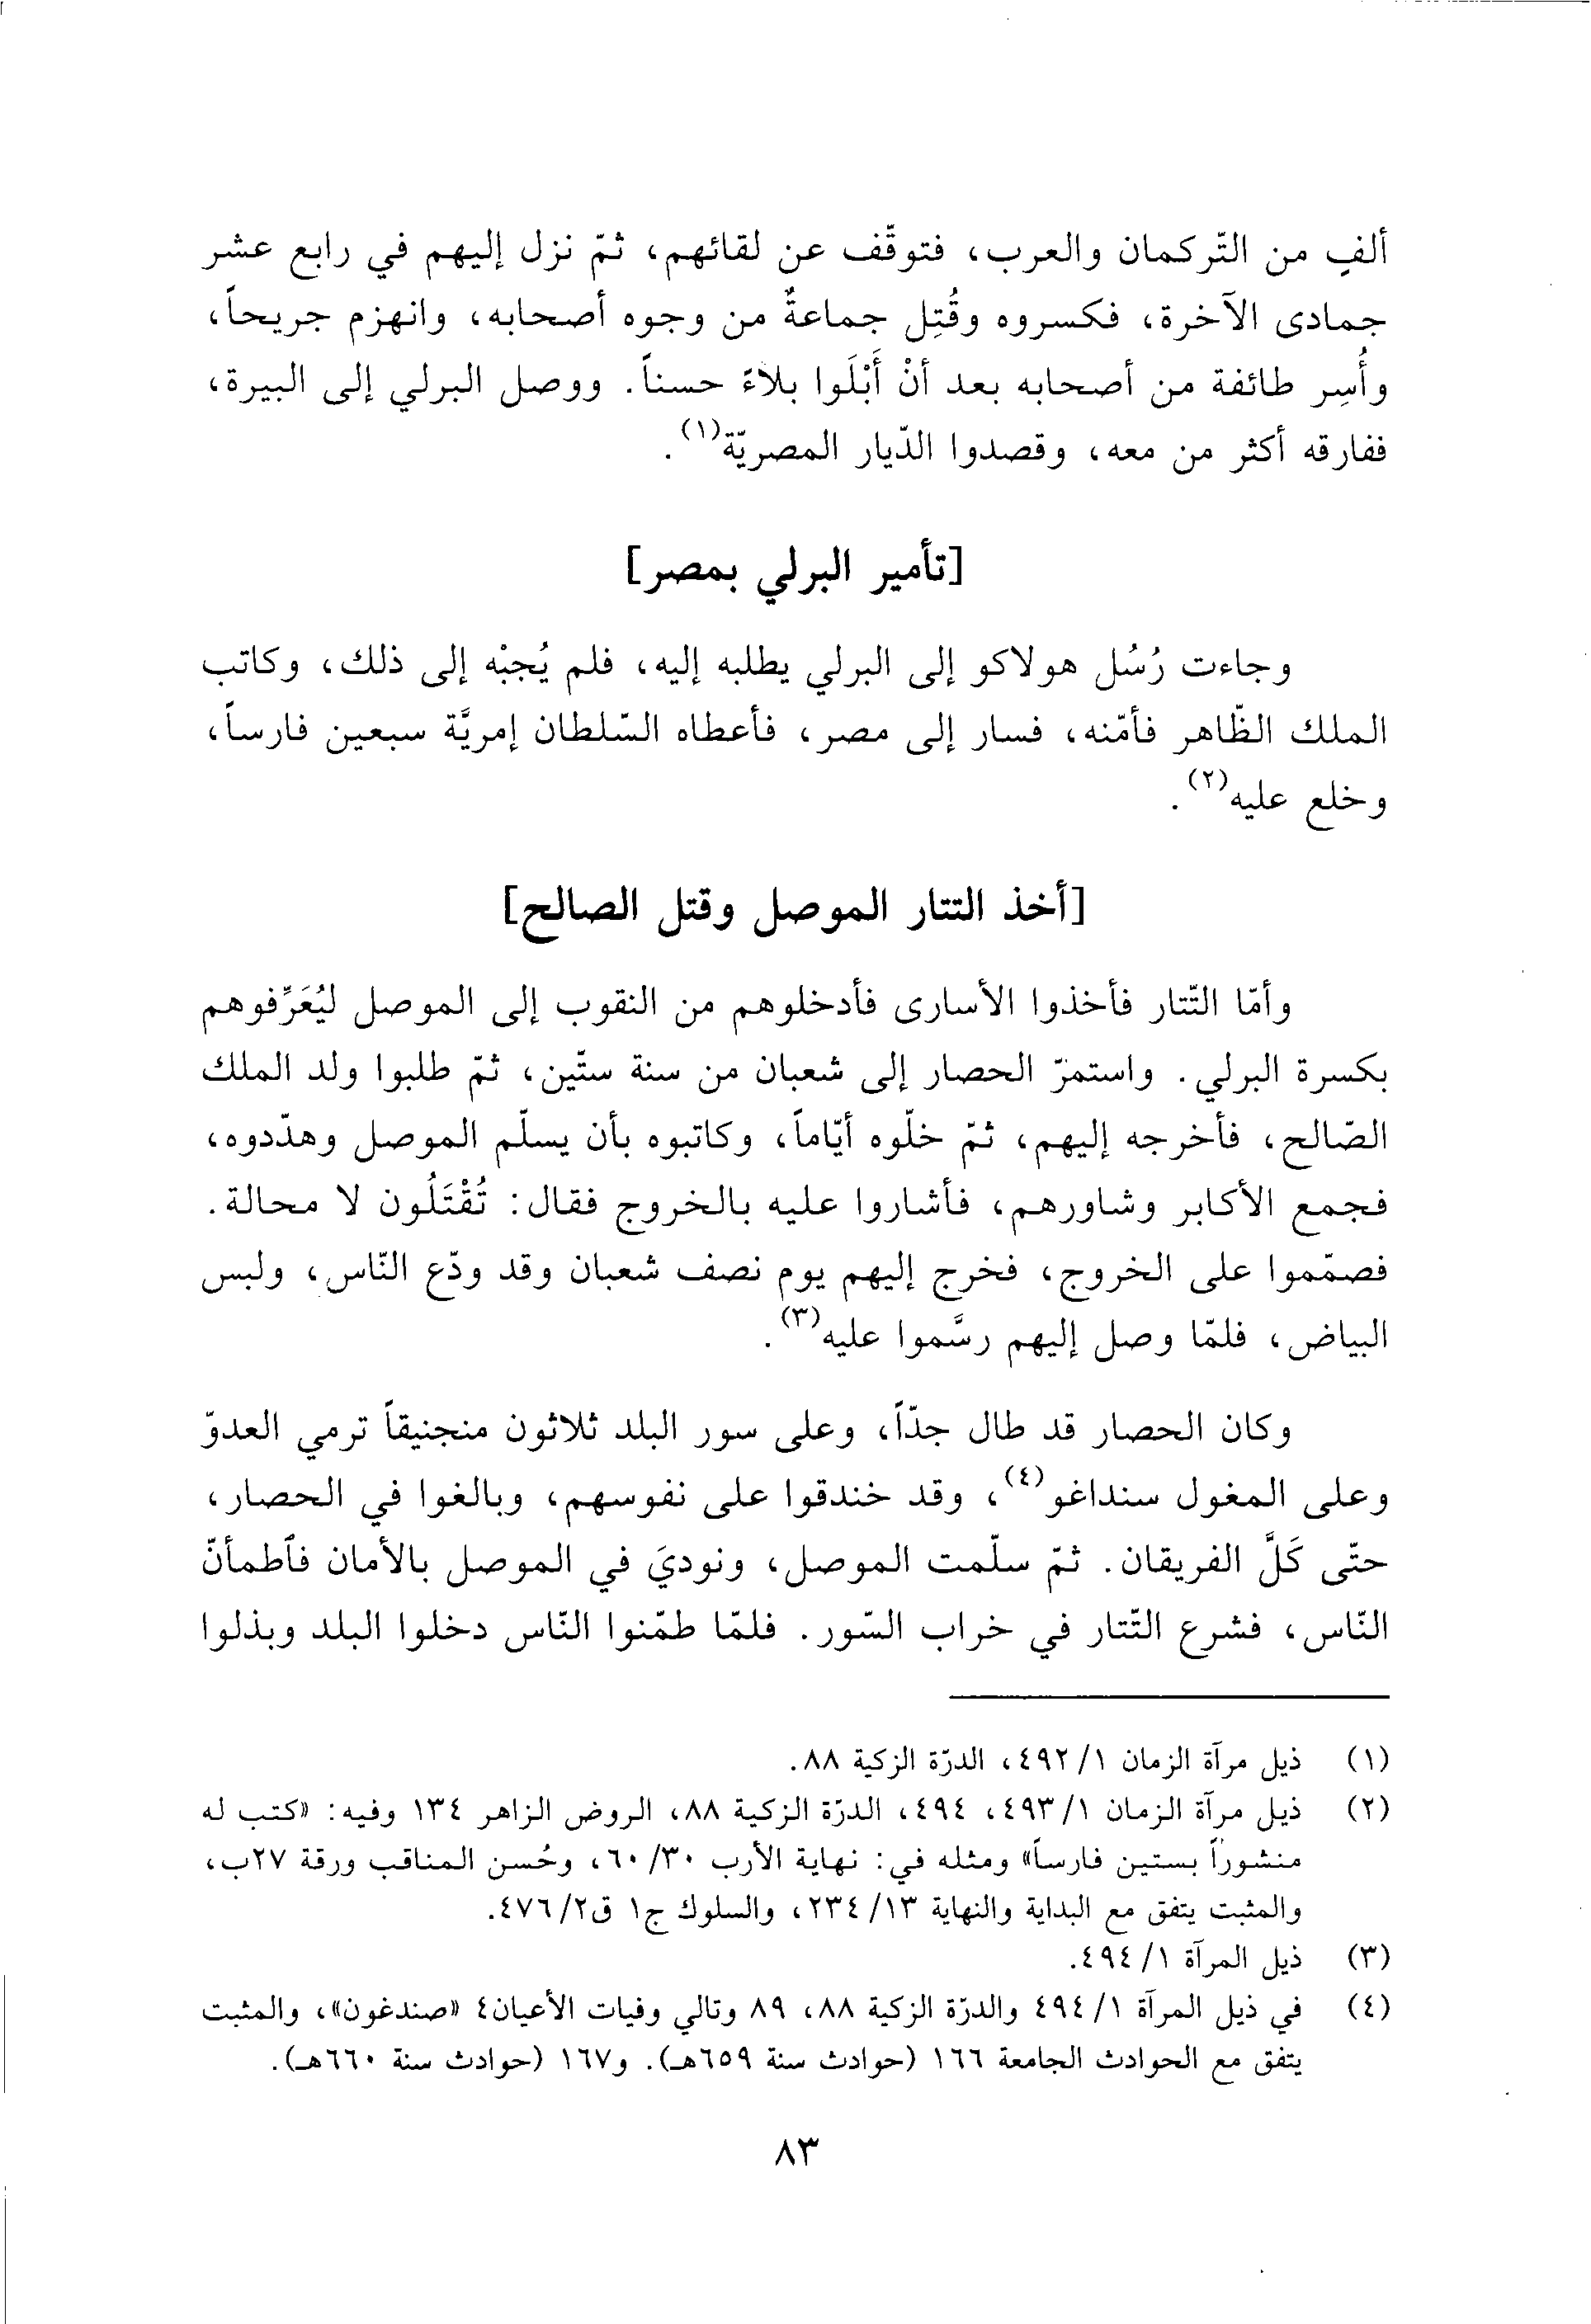 ألفٍ من التّركمان والعرب، فتوقّف عن لقائهم، ثمّ نزل إليهم في رابع عشر
جمادى الآخرة، فكسروه وقُتِل جماعةٌ من وجوه أصحابه، وانهزم جريحاً،
وأُسِر طائفة من أصحابه بعد أنْ أَبْلَوا بلاءً حسناً. ووصل البرلي إلى البيرة،
ففارقه أكثر من معه، وقصدوا الدّيار المصريّة(١).
[تأمير البرلي بمصر]
وجاءت رُسُل هولاكو إلى البرلي يطلبه إليه، فلم يُجبْه إلى ذلك، وكاتب
الملك الظّاهر فأمّنه، فسار إلى مصر، فأعطاه السّلطان إمريَّة سبعين فارساً،
وخلع عليه(٢).
[أخذ التتار الموصل وقتل الصالح]
وأمّا التّتار فأخذوا الأسارى فأدخلوهم من النقوب إلى الموصل ليُعَرِّفوهم
بكسرة البرلي. واستمرّ الحصار إلى شعبان من سنة ستّين، ثمّ طلبوا ولد الملك
الصّالح، فأخرجه إليهم، ثمّ خلّوه أيّاماً، وكاتبوه بأن يسلّم الموصل وهدّدوه،
فجمع الأكابر وشاورهم، فأشاروا عليه بالخروج فقال: تُقْتَلُون لا محالة.
فصمّموا على الخروج، فخرج إليهم يوم نصف شعبان وقد ودّع النّاس، ولبس
البياض، فلمّا وصل إليهم رسَّموا عليه(٣).
وكان الحصار قد طال جدّاً، وعلى سور البلد ثلاثون منجنيقاً ترمي العدوّ
وعلى المغول سنداغو(٤)، وقد خندقوا على نفوسهم، وبالغوا في الحصار،
حتّى كَلَّ الفريقان. ثمّ سلّمت الموصل، ونوديَ في الموصل بالأمان فٱطمأنّ
النّاس، فشرع التّتار في خراب السّور. فلمّا طمّنوا النّاس دخلوا البلد وبذلوا
(١) ذيل مرآة الزمان ١/ ٤٩٢، الدرّة الزكية ٨٨.
(٢) ذيل مرآة الزمان ١/ ٤٩٣، ٤٩٤، الدرّة الزكية ٨٨، الروض الزاهر ١٣٤ وفيه: «كتب له
منشوراً بستين فارساً» ومثله في: نهاية الأرب ٣٠/ ٦٠، وحُسن المناقب ورقة ٢٧ب،
والمثبت يتفق مع البداية والنهاية ١٣/ ٢٣٤، والسلوك ج١ ق٢/ ٤٧٦.
(٣) ذيل المرآة ١/ ٤٩٤.
(٤) في ذيل المرآة ١/ ٤٩٤ والدرّة الزكية ٨٨، ٨٩ وتالي وفيات الأعيان٤ «صندغون»، والمثبت
يتفق مع الحوادث الجامعة ١٦٦ (حوادث سنة ٦٥٩هـ). و١٦٧ (حوادث سنة ٦٦٠هـ).
٨٣